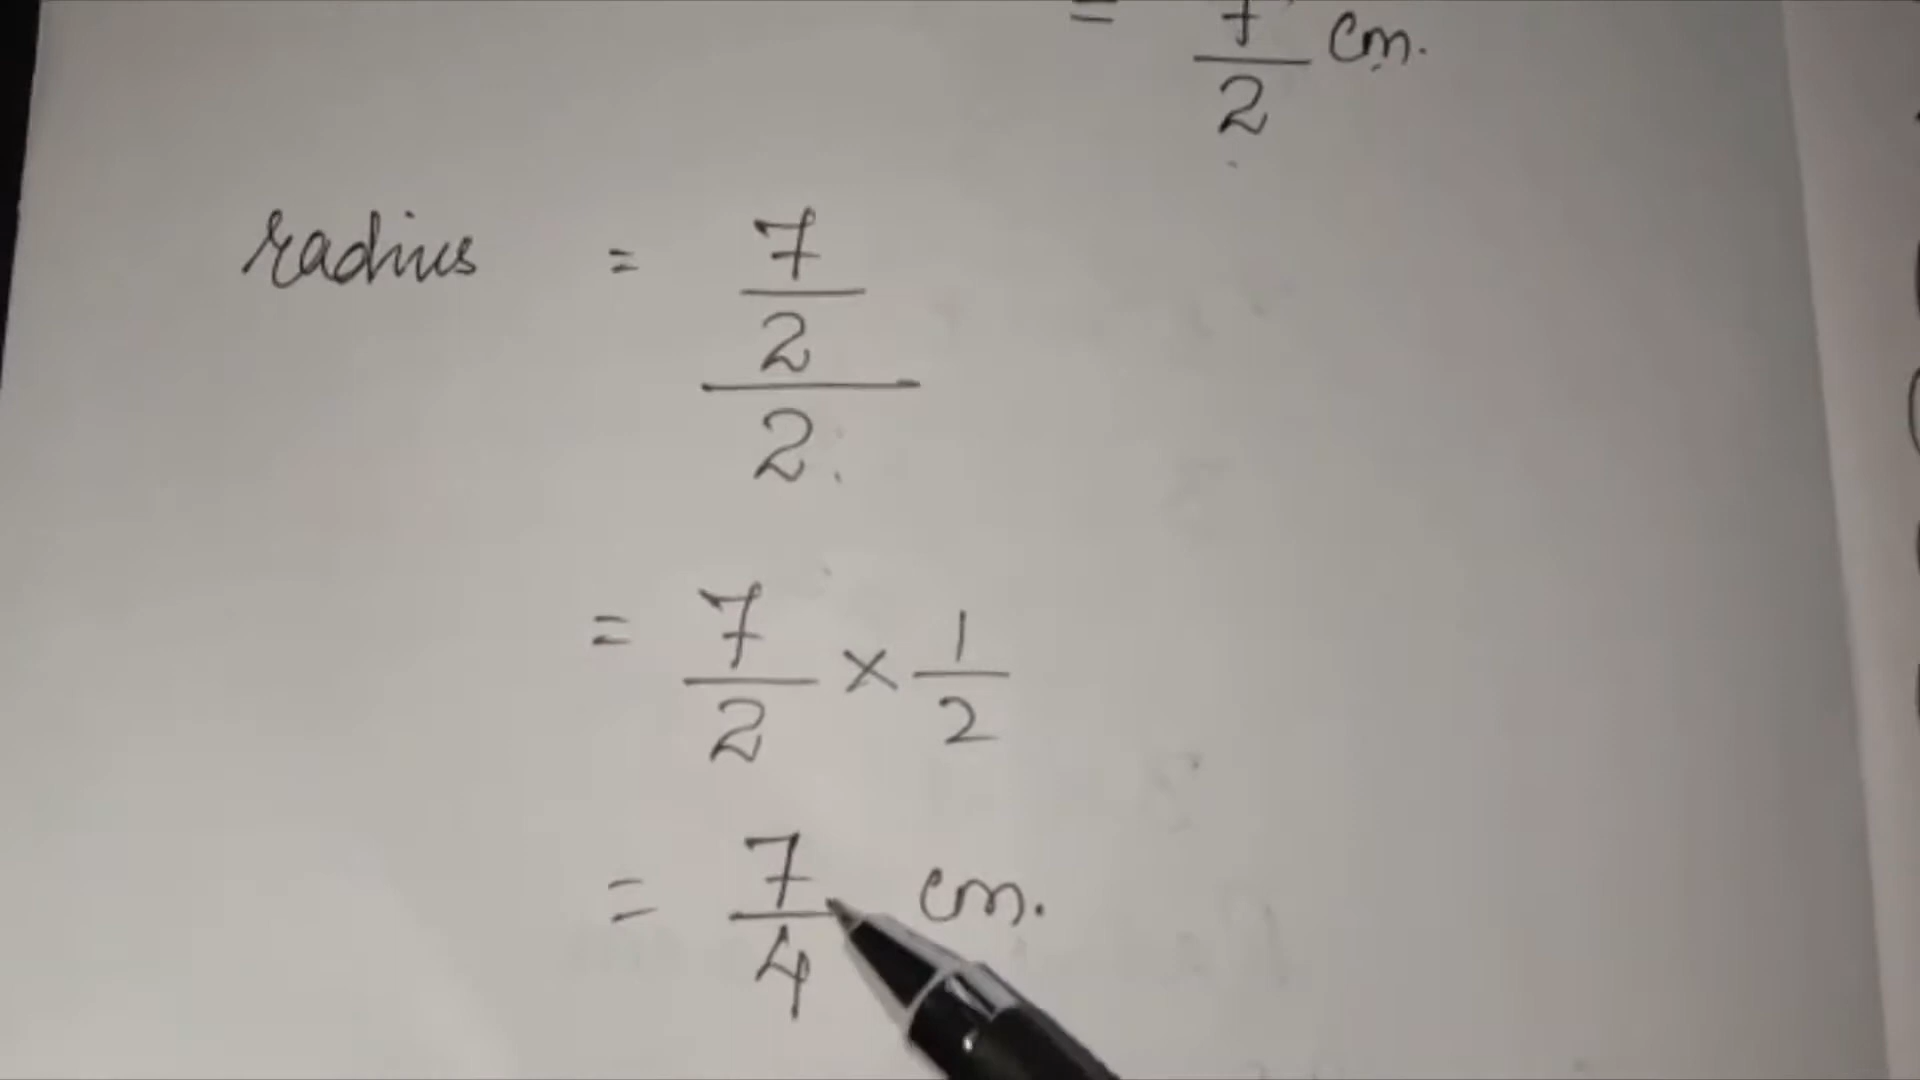 = 7/2 cm.
radius = 7/2/2
= 7/2 × 1/2
= 7/4 cm.